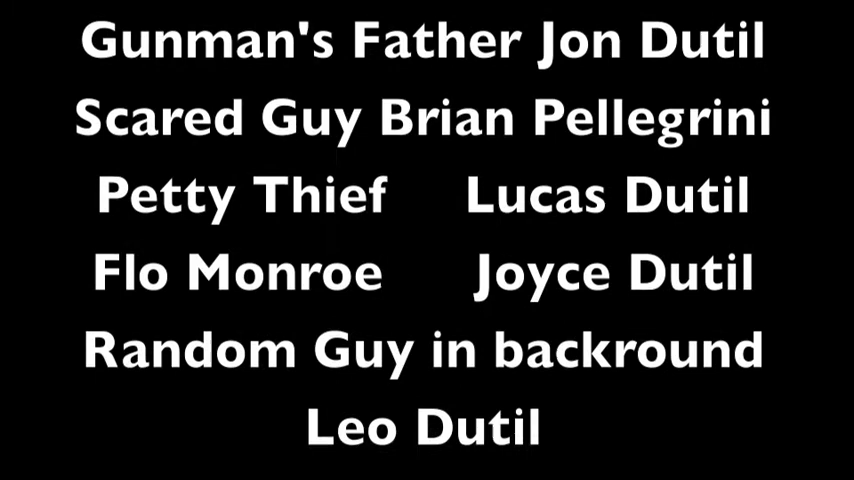 Gunman's Father Jon Dutil
Scared Guy Brian Pellegrini
Petty Thief Lucas Dutil
Flo Monroe Joyce Dutil
Random Guy in backround
Leo Dutil